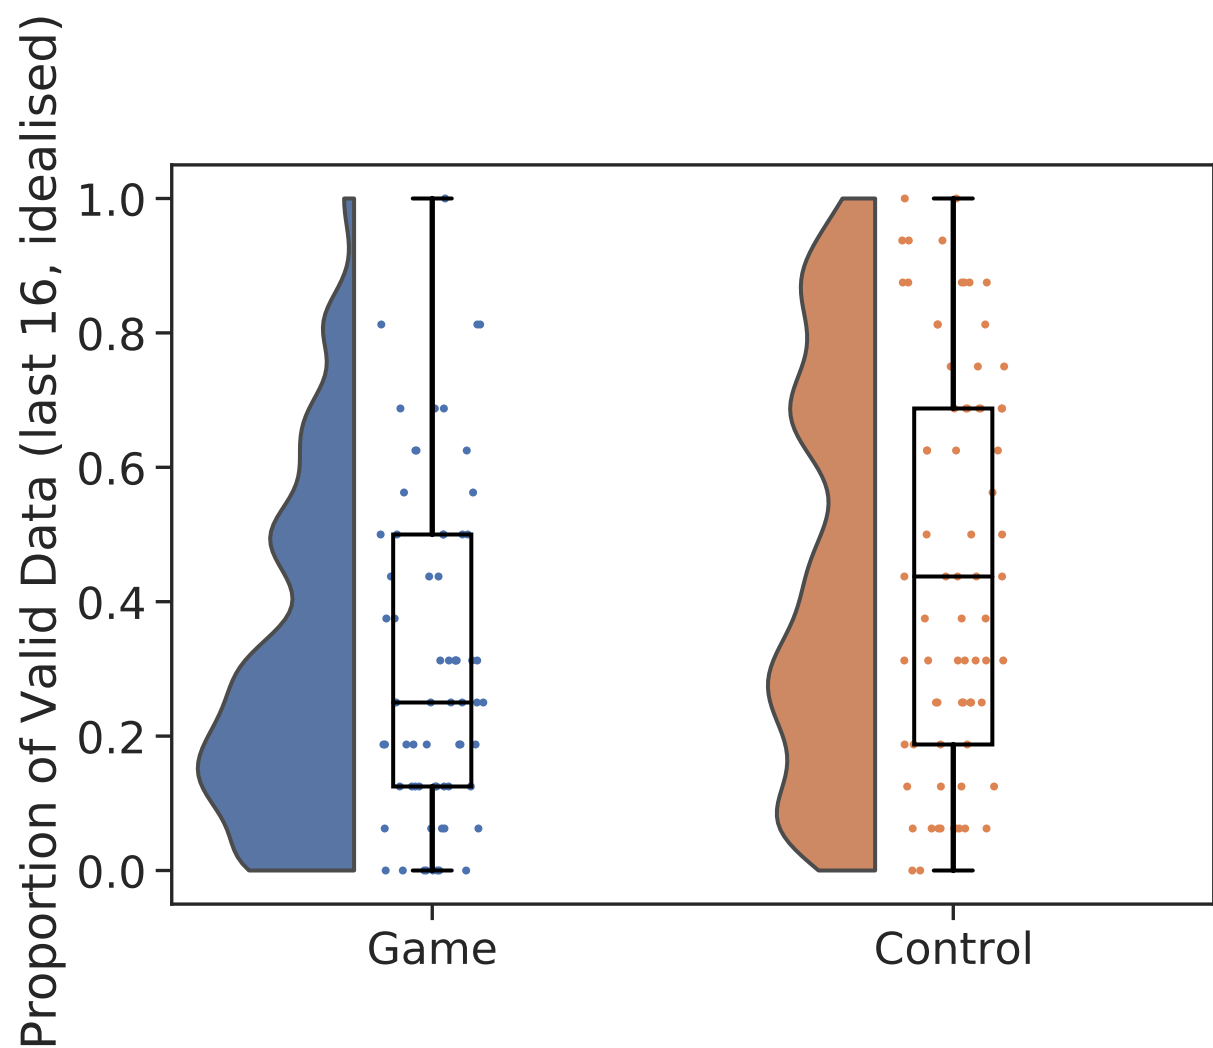 Proportion of Valid Data (last 16, idealised)
1.0
0.8
0.6
0.4
0.2
0.0
Game
Control